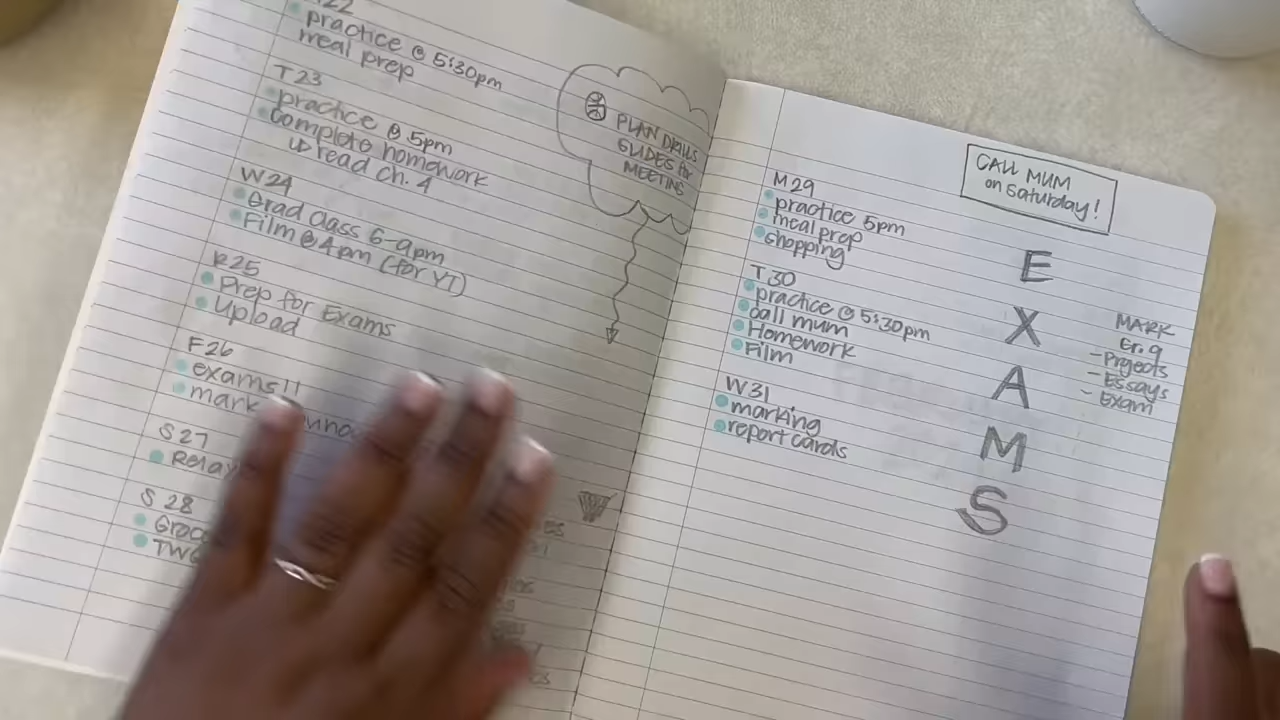 practice @ 5:30pm
meal prep
T23
practice @ 5pm
complete homework
read ch. 4
W24
Grad Class 6-9pm
Film @ 4pm (for YT)
R25
Prep for Exams
Upload
F26
exams!!
mark
S 27
S 28
PLAN DRILLS
SLIDES for
MEETING
M29
practice 5pm
meal prep
shopping
T30
practice @ 5:30pm
call mum
Homework
Film
W31
marking
report cards
CALL MUM
on Saturday!
E
X
A
M
S
MARK
Gr. 9
- Projects
- Essays
- Exam